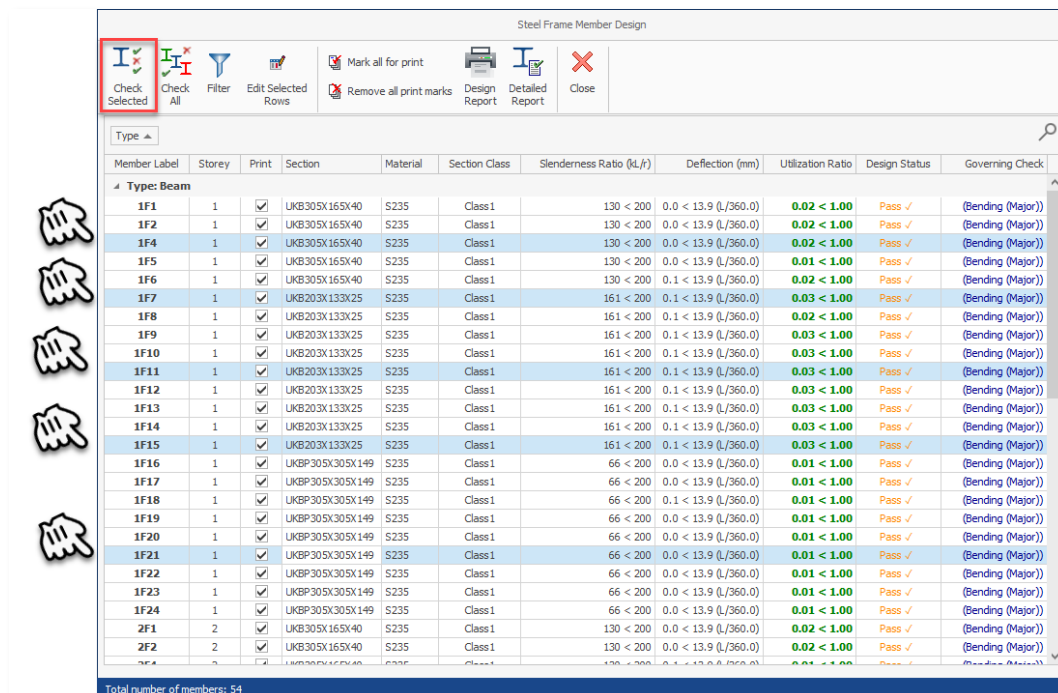 Steel Frame Member Design
Check Selected
Check All
Filter
Edit Selected Rows
Mark all for print
Remove all print marks
Design Report
Detailed Report
Close
Type
Member Label Storey Print Section Material Section Class Slenderness Ratio (kL/r) Deflection (mm) Utilization Ratio Design Status Governing Check
Type: Beam
1F1 1 UKB305X165X40 S235 Class1 130 < 200 0.0 < 13.9 (L/360.0) 0.02 < 1.00 Pass ✓ (Bending (Major))
1F2 1 UKB305X165X40 S235 Class1 130 < 200 0.0 < 13.9 (L/360.0) 0.02 < 1.00 Pass ✓ (Bending (Major))
1F4 1 UKB305X165X40 S235 Class1 130 < 200 0.0 < 13.9 (L/360.0) 0.02 < 1.00 Pass ✓ (Bending (Major))
1F5 1 UKB305X165X40 S235 Class1 130 < 200 0.0 < 13.9 (L/360.0) 0.01 < 1.00 Pass ✓ (Bending (Major))
1F6 1 UKB305X165X40 S235 Class1 130 < 200 0.1 < 13.9 (L/360.0) 0.02 < 1.00 Pass ✓ (Bending (Major))
1F7 1 UKB203X133X25 S235 Class1 161 < 200 0.1 < 13.9 (L/360.0) 0.03 < 1.00 Pass ✓ (Bending (Major))
1F8 1 UKB203X133X25 S235 Class1 161 < 200 0.1 < 13.9 (L/360.0) 0.02 < 1.00 Pass ✓ (Bending (Major))
1F9 1 UKB203X133X25 S235 Class1 161 < 200 0.1 < 13.9 (L/360.0) 0.03 < 1.00 Pass ✓ (Bending (Major))
1F10 1 UKB203X133X25 S235 Class1 161 < 200 0.1 < 13.9 (L/360.0) 0.03 < 1.00 Pass ✓ (Bending (Major))
1F11 1 UKB203X133X25 S235 Class1 161 < 200 0.1 < 13.9 (L/360.0) 0.03 < 1.00 Pass ✓ (Bending (Major))
1F12 1 UKB203X133X25 S235 Class1 161 < 200 0.1 < 13.9 (L/360.0) 0.03 < 1.00 Pass ✓ (Bending (Major))
1F13 1 UKB203X133X25 S235 Class1 161 < 200 0.1 < 13.9 (L/360.0) 0.03 < 1.00 Pass ✓ (Bending (Major))
1F14 1 UKB203X133X25 S235 Class1 161 < 200 0.1 < 13.9 (L/360.0) 0.03 < 1.00 Pass ✓ (Bending (Major))
1F15 1 UKB203X133X25 S235 Class1 161 < 200 0.1 < 13.9 (L/360.0) 0.03 < 1.00 Pass ✓ (Bending (Major))
1F16 1 UKBP305X305X149 S235 Class1 66 < 200 0.0 < 13.9 (L/360.0) 0.01 < 1.00 Pass ✓ (Bending (Major))
1F17 1 UKBP305X305X149 S235 Class1 66 < 200 0.0 < 13.9 (L/360.0) 0.01 < 1.00 Pass ✓ (Bending (Major))
1F18 1 UKBP305X305X149 S235 Class1 66 < 200 0.1 < 13.9 (L/360.0) 0.01 < 1.00 Pass ✓ (Bending (Major))
1F19 1 UKBP305X305X149 S235 Class1 66 < 200 0.0 < 13.9 (L/360.0) 0.01 < 1.00 Pass ✓ (Bending (Major))
1F20 1 UKBP305X305X149 S235 Class1 66 < 200 0.0 < 13.9 (L/360.0) 0.01 < 1.00 Pass ✓ (Bending (Major))
1F21 1 UKBP305X305X149 S235 Class1 66 < 200 0.0 < 13.9 (L/360.0) 0.01 < 1.00 Pass ✓ (Bending (Major))
1F22 1 UKBP305X305X149 S235 Class1 66 < 200 0.0 < 13.9 (L/360.0) 0.01 < 1.00 Pass ✓ (Bending (Major))
1F23 1 UKBP305X305X149 S235 Class1 66 < 200 0.0 < 13.9 (L/360.0) 0.01 < 1.00 Pass ✓ (Bending (Major))
1F24 1 UKBP305X305X149 S235 Class1 66 < 200 0.0 < 13.9 (L/360.0) 0.01 < 1.00 Pass ✓ (Bending (Major))
2F1 2 UKB305X165X40 S235 Class1 130 < 200 0.0 < 13.9 (L/360.0) 0.02 < 1.00 Pass ✓ (Bending (Major))
2F2 2 UKB305X165X40 S235 Class1 130 < 200 0.0 < 13.9 (L/360.0) 0.02 < 1.00 Pass ✓ (Bending (Major))
Total number of members: 54